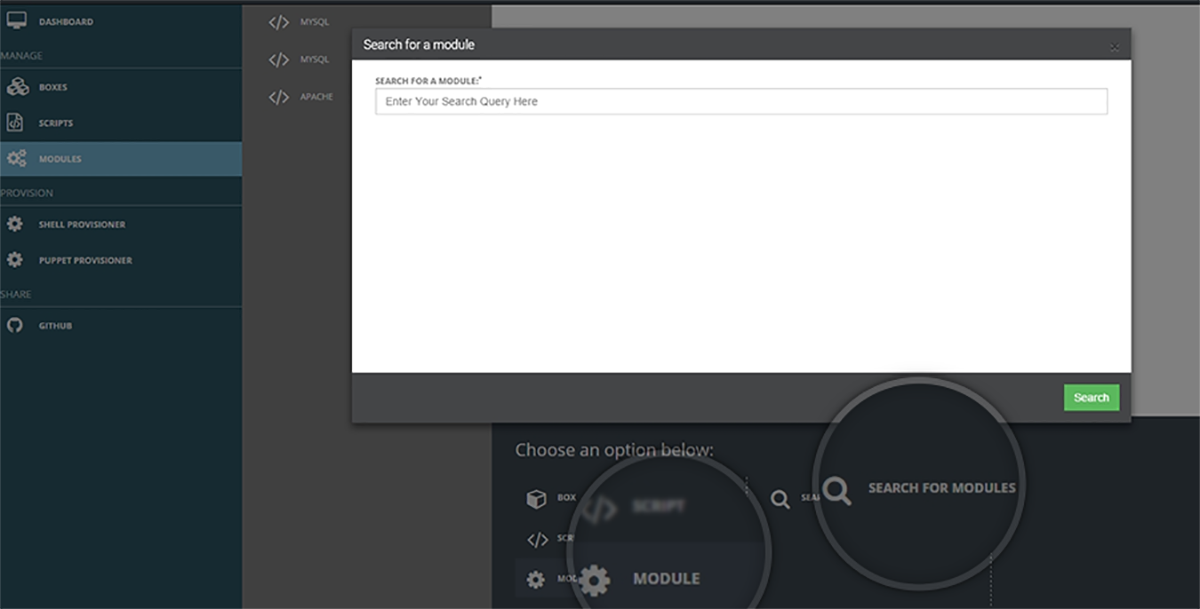 DASHBOARD
MANAGE
BOXES
SCRIPTS
MODULES
PROVISION
SHELL PROVISIONER
PUPPET PROVISIONER
SHARE
GITHUB
MYSQL
MYSQL
APACHE
Search for a module
×
SEARCH FOR A MODULE:*
Enter Your Search Query Here
Search
Choose an option below:
BOX
SCR
MOD
SCRIPT
MODULE
SEAR
SEARCH FOR MODULES